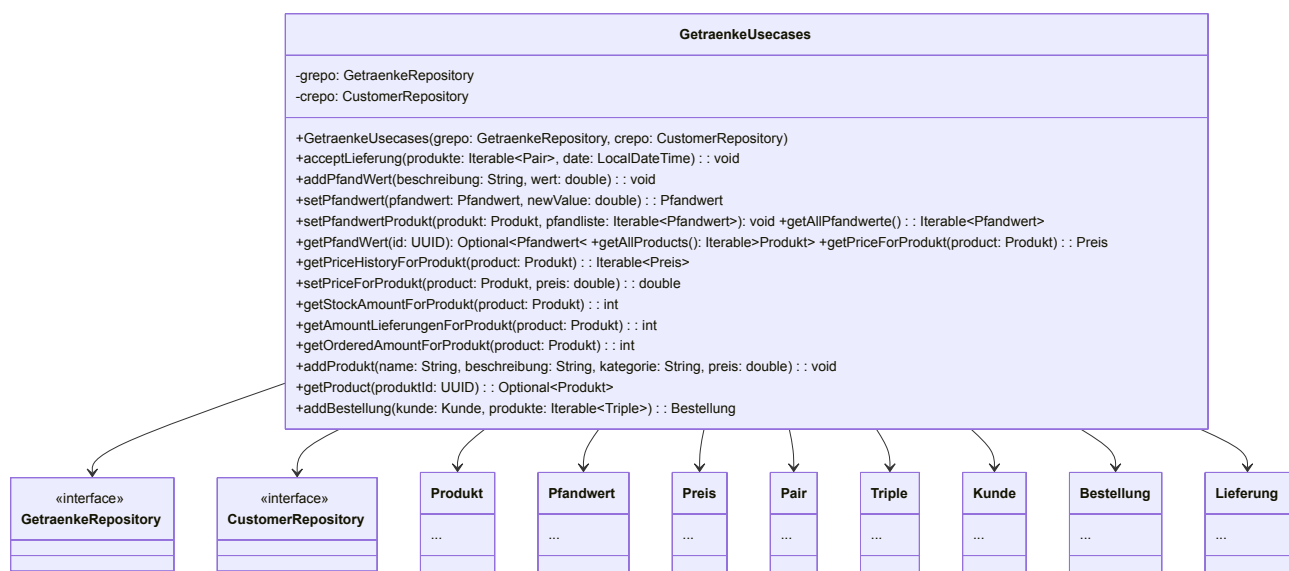 GetraenkeUsecases
-grepo: GetraenkeRepository
-crepo: CustomerRepository
+GetraenkeUsecases(grepo: GetraenkeRepository, crepo: CustomerRepository)
+acceptLieferung(produkte: Iterable<Pair>, date: LocalDateTime) : : void
+addPfandWert(beschreibung: String, wert: double) : : void
+setPfandwert(pfandwert: Pfandwert, newValue: double) : : Pfandwert
+setPfandwertProdukt(produkt: Produkt, pfandliste: Iterable<Pfandwert>): void +getAllPfandwerte() : : Iterable<Pfandwert>
+getPfandWert(id: UUID): Optional<Pfandwert< +getAllProducts(): Iterable>Produkt> +getPriceForProdukt(product: Produkt) : : Preis
+getPriceHistoryForProdukt(product: Produkt) : : Iterable<Preis>
+setPriceForProdukt(product: Produkt, preis: double) : : double
+getStockAmountForProdukt(product: Produkt) : : int
+getAmountLieferungenForProdukt(product: Produkt) : : int
+getOrderedAmountForProdukt(product: Produkt) : : int
+addProdukt(name: String, beschreibung: String, kategorie: String, preis: double) : : void
+getProduct(produktId: UUID) : : Optional<Produkt>
+addBestellung(kunde: Kunde, produkte: Iterable<Triple>) : : Bestellung
«interface»
GetraenkeRepository
«interface»
CustomerRepository
Produkt
...
Pfandwert
...
Preis
...
Pair
...
Triple
...
Kunde
...
Bestellung
...
Lieferung
...